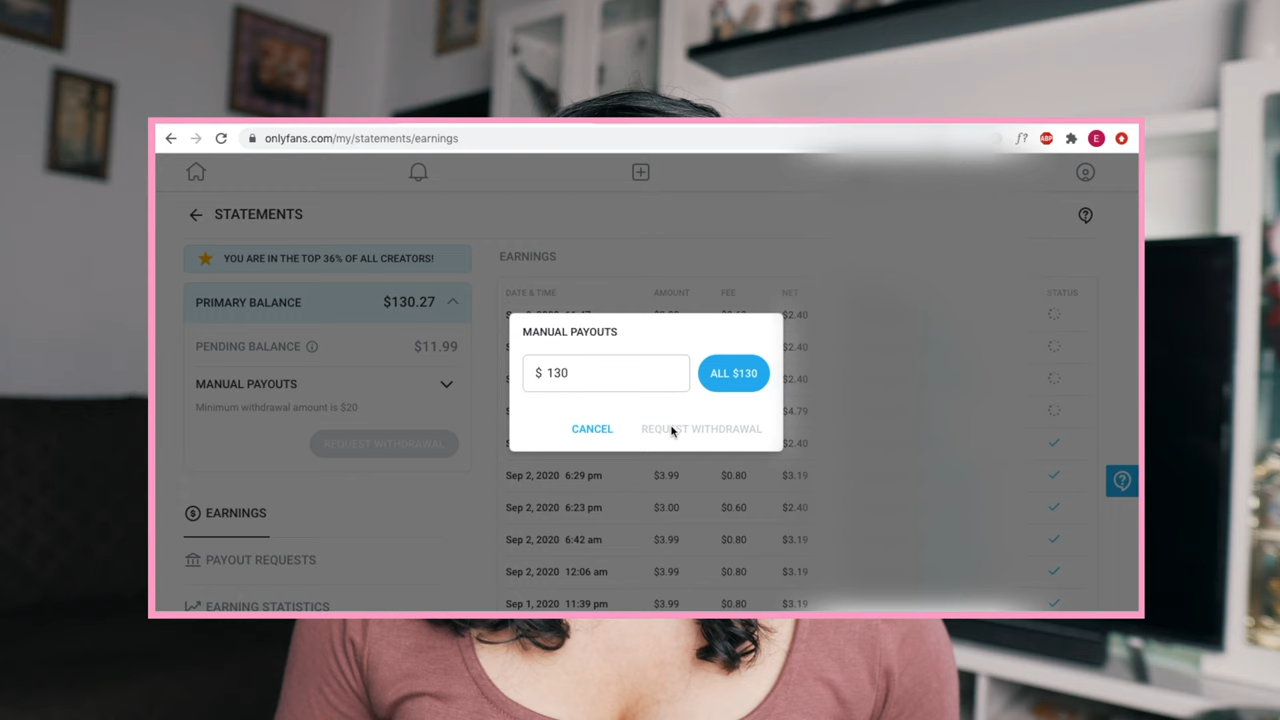 onlyfans.com/my/statements/earnings
f?
ABP
E
STATEMENTS
YOU ARE IN THE TOP 36% OF ALL CREATORS!
PRIMARY BALANCE $130.27
PENDING BALANCE $11.99
MANUAL PAYOUTS
Minimum withdrawal amount is $20
REQUEST WITHDRAWAL
EARNINGS
PAYOUT REQUESTS
EARNING STATISTICS
EARNINGS
DATE & TIME AMOUNT FEE NET STATUS
$2.40
$2.40
$2.40
$4.79
$2.40
Sep 2, 2020 6:29 pm $3.99 $0.80 $3.19
Sep 2, 2020 6:23 pm $3.00 $0.60 $2.40
Sep 2, 2020 6:42 am $3.99 $0.80 $3.19
Sep 2, 2020 12:06 am $3.99 $0.80 $3.19
Sep 1, 2020 11:39 pm $3.99 $0.80 $3.19
MANUAL PAYOUTS
$ 130
ALL $130
CANCEL REQUEST WITHDRAWAL